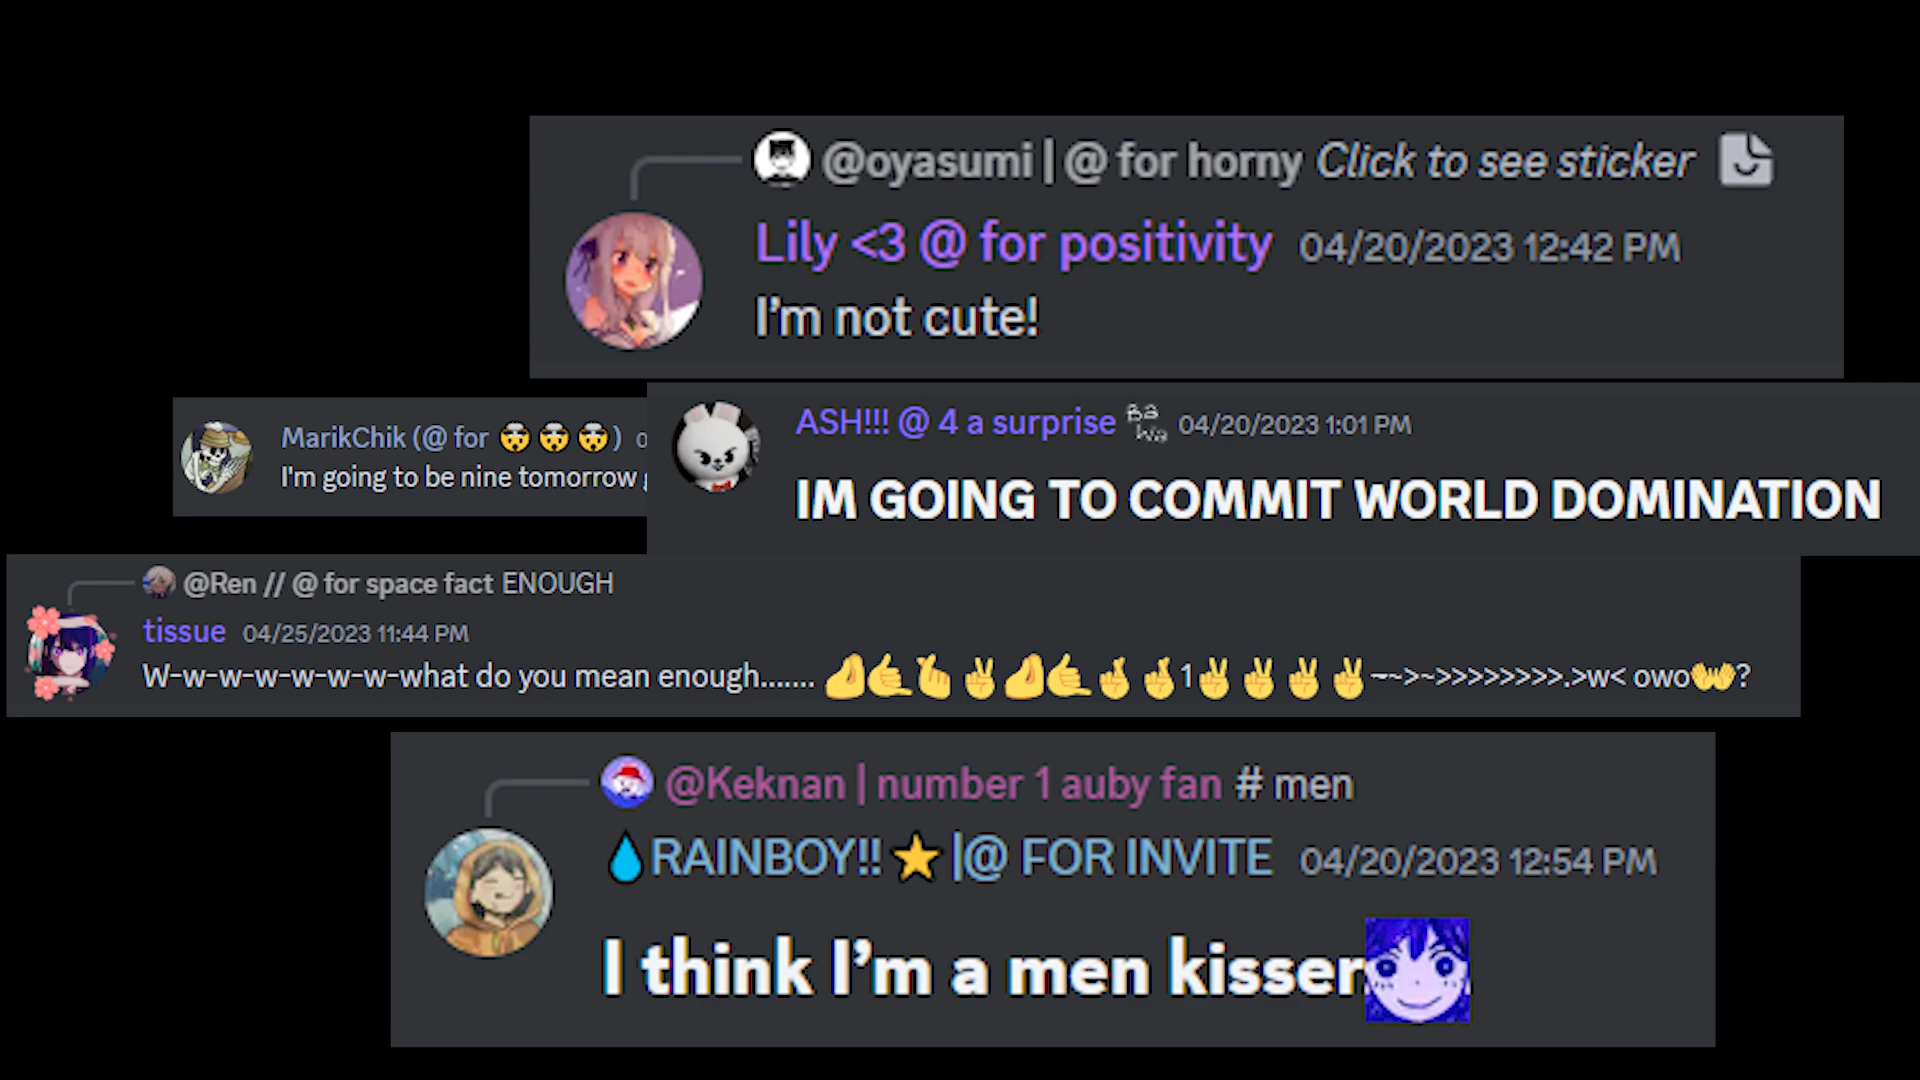 @oyasumi | @ for horny Click to see sticker
Lily <3 @ for positivity 04/20/2023 12:42 PM
I'm not cute!
MarikChik (@ for 🤯 🤯 🤯)
I'm going to be nine tomorrow
ASH!!! @ 4 a surprise 04/20/2023 1:01 PM
IM GOING TO COMMIT WORLD DOMINATION
@Ren // @ for space fact ENOUGH
tissue 04/25/2023 11:44 PM
W-w-w-w-w-w-w-what do you mean enough....... 🤌🤙🫰✌️🤌🤙🤞🤞1✌️✌️✌️✌️~~>~>>>>>>>>.>w< owo👐?
@Keknan | number 1 auby fan # men
💧RAINBOY!! ⭐ |@ FOR INVITE 04/20/2023 12:54 PM
I think I'm a men kisser